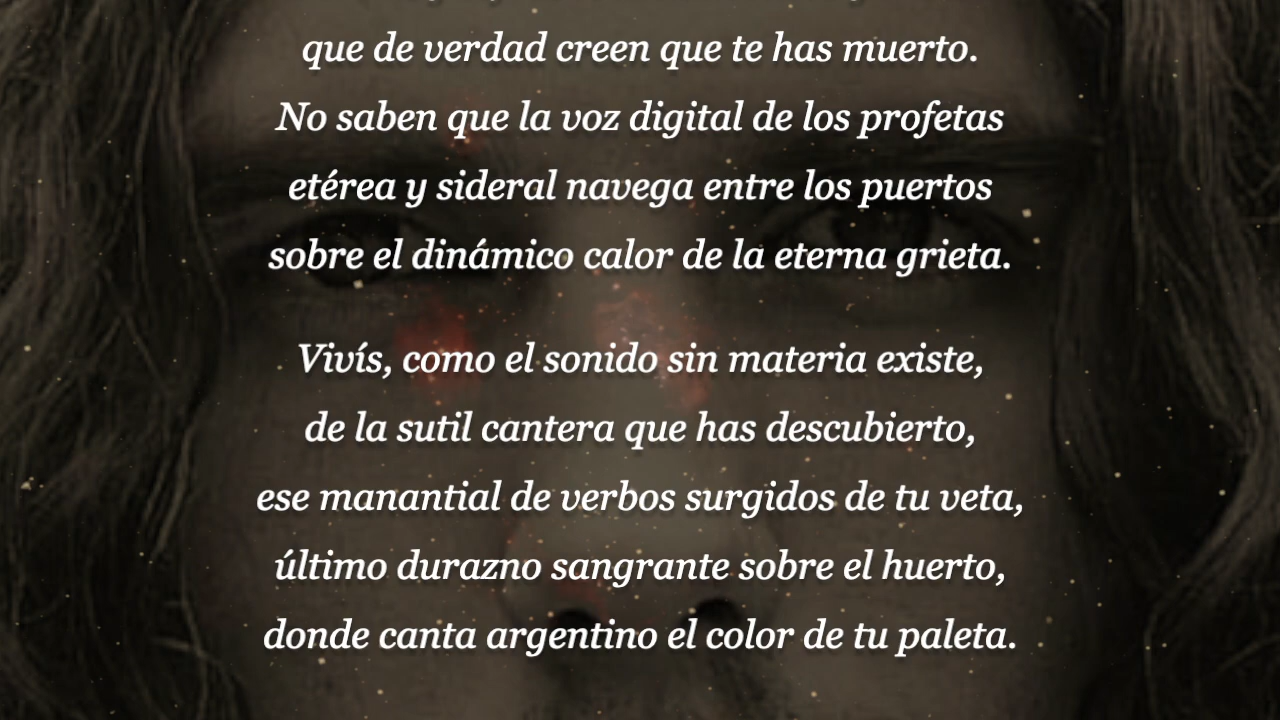 que de verdad creen que te has muerto.
No saben que la voz digital de los profetas
etérea y sideral navega entre los puertos
sobre el dinámico calor de la eterna grieta.
Vivís, como el sonido sin materia existe,
de la sutil cantera que has descubierto,
ese manantial de verbos surgidos de tu veta,
último durazno sangrante sobre el huerto,
donde canta argentino el color de tu paleta.